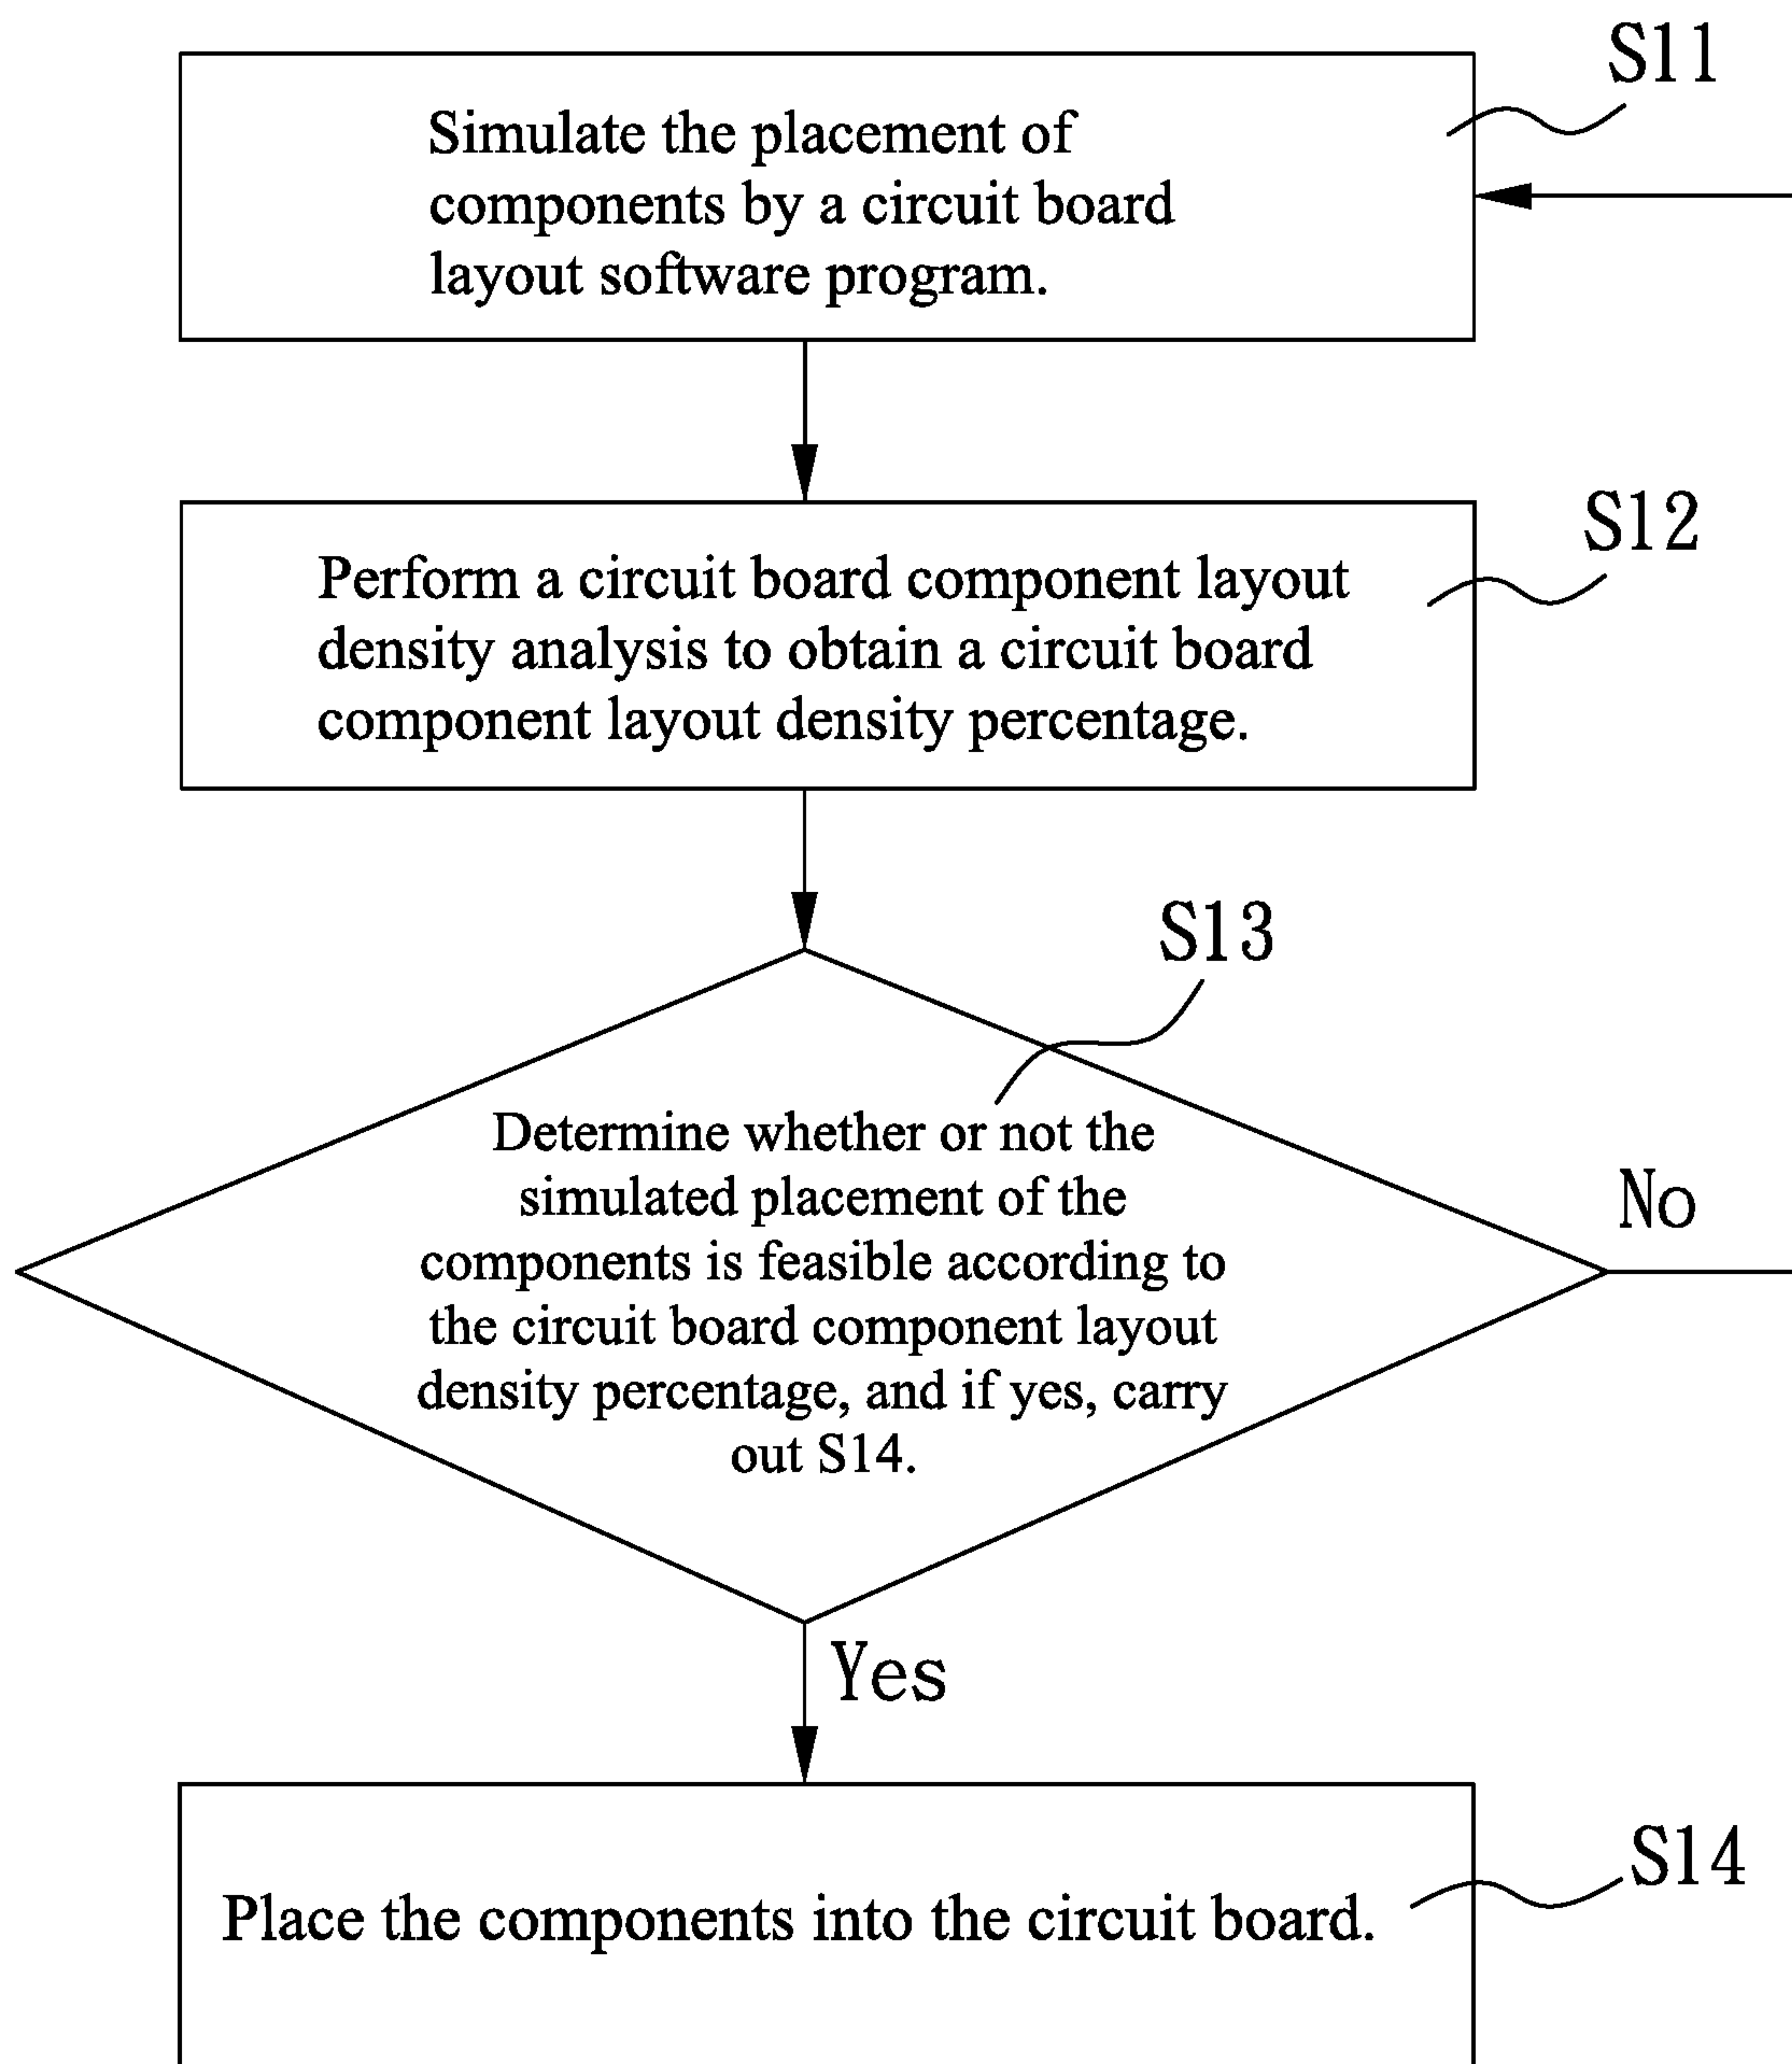 S11
Simulate the placement of
components by a circuit board
layout software program.
S12
Perform a circuit board component layout
density analysis to obtain a circuit board
component layout density percentage.
S13
Determine whether or not the
simulated placement of the
components is feasible according to
the circuit board component layout
density percentage, and if yes, carry
out S14.
No
Yes
S14
Place the components into the circuit board.